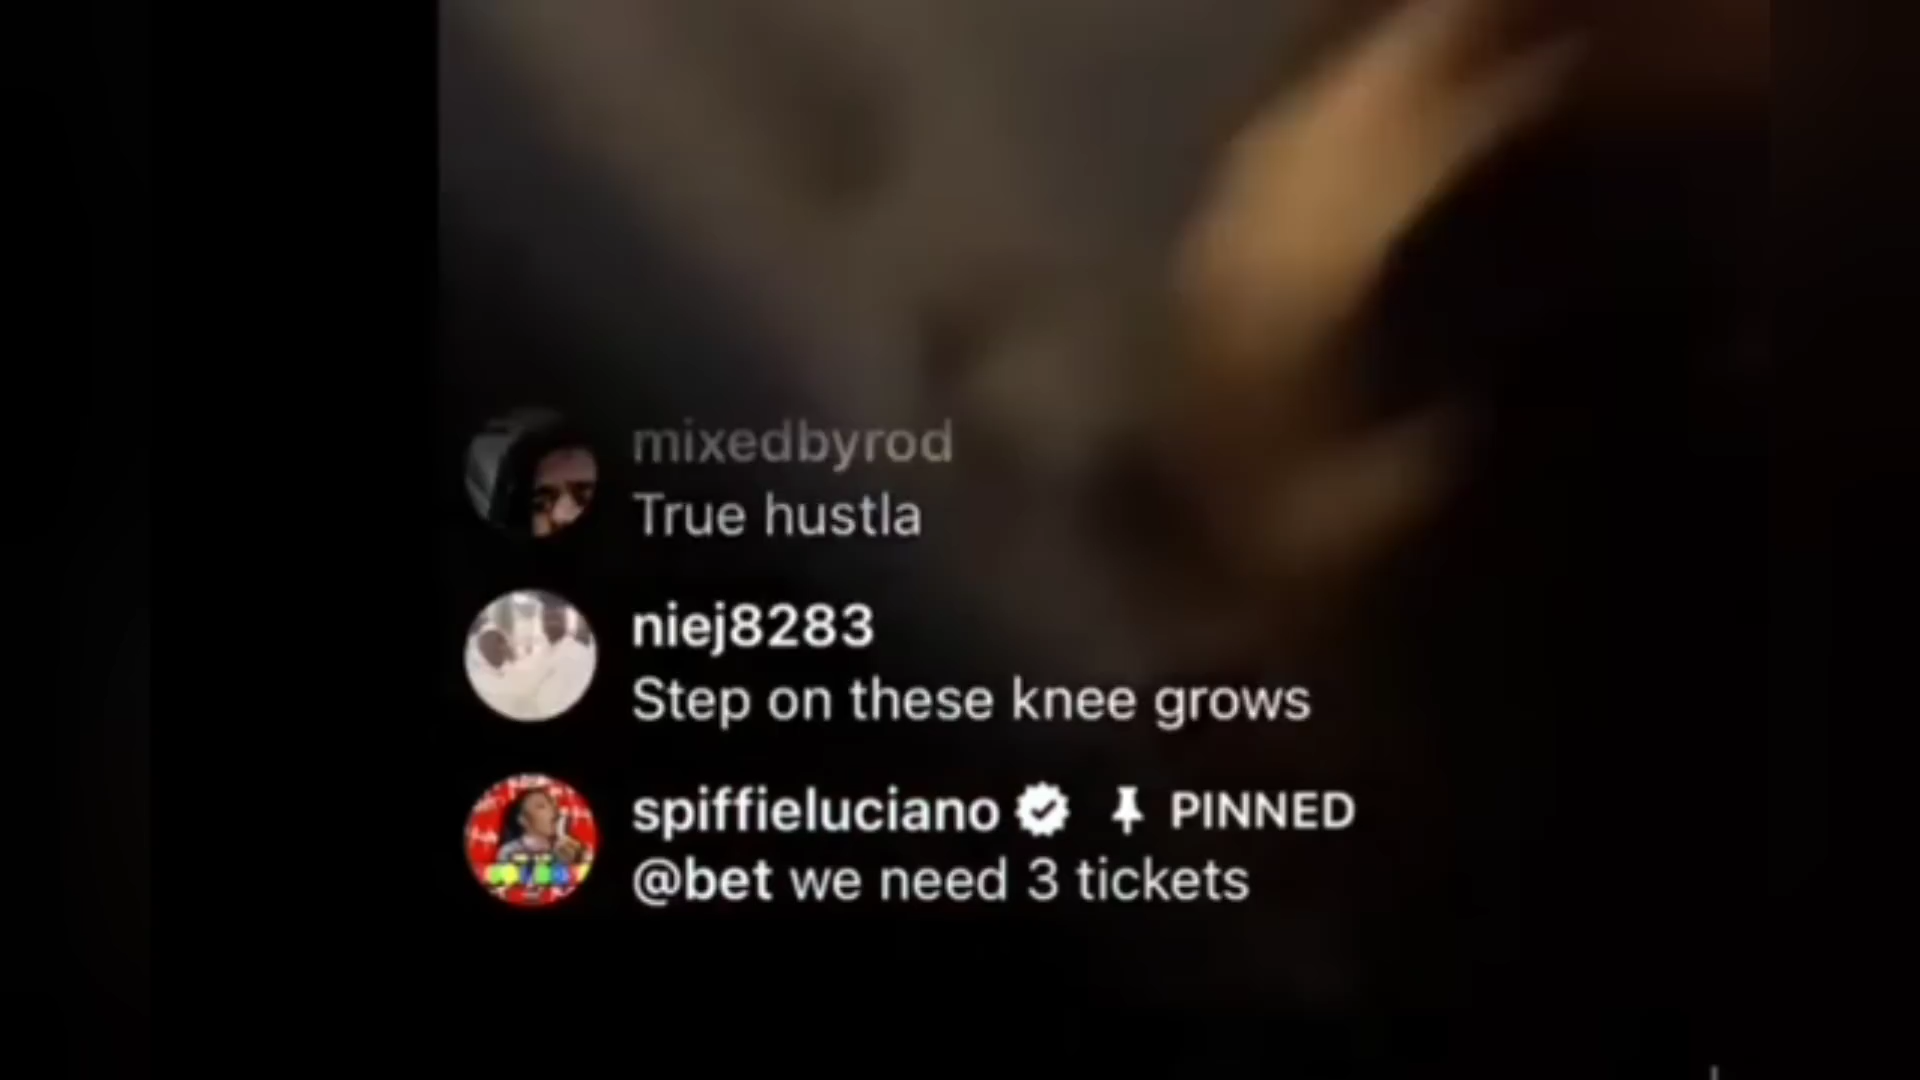 mixedbyrod
True hustla
niej8283
Step on these knee grows
spiffieluciano PINNED
@bet we need 3 tickets